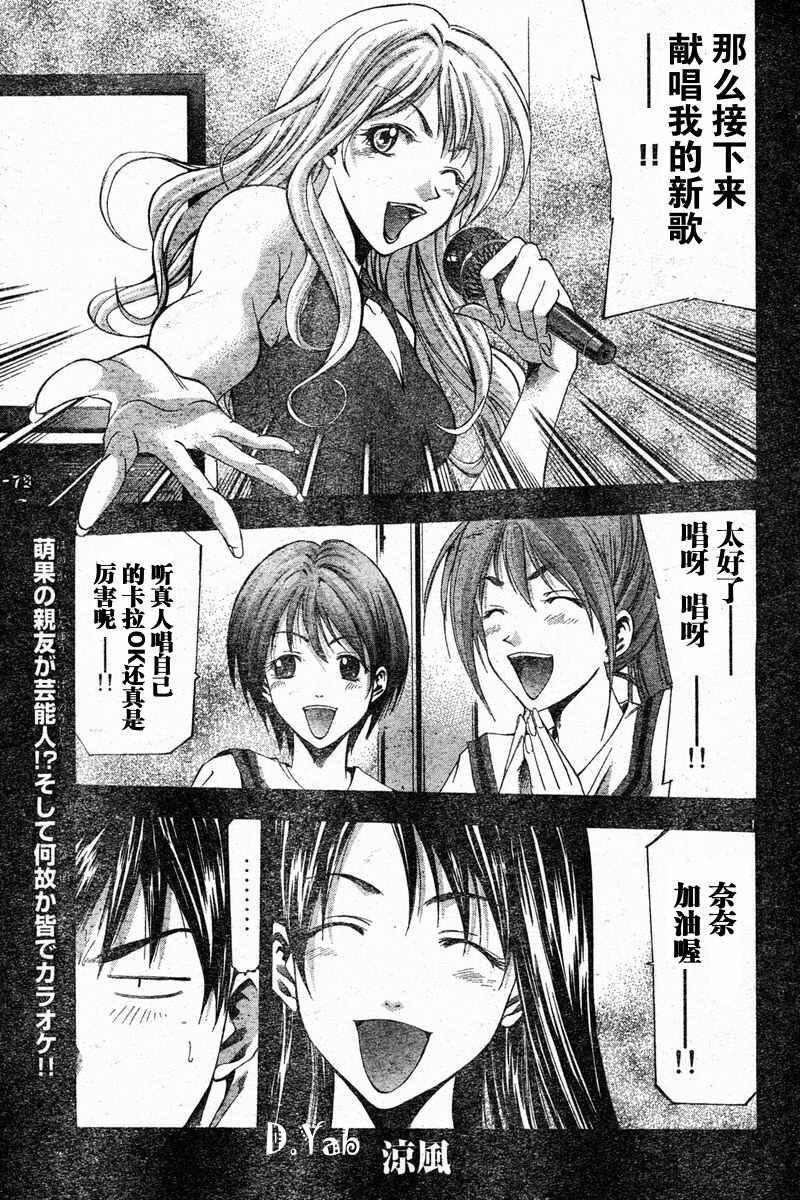 那么接下来
献唱我的新歌
——!!
太好了——
唱呀 唱呀
——!!
听真人唱自己
的卡拉OK还真是
厉害呢——!!
奈奈
加油喔
——!!
………
萌果の親友が芸能人!?そして何故か皆でカラオケ!!
D.Yab
涼風